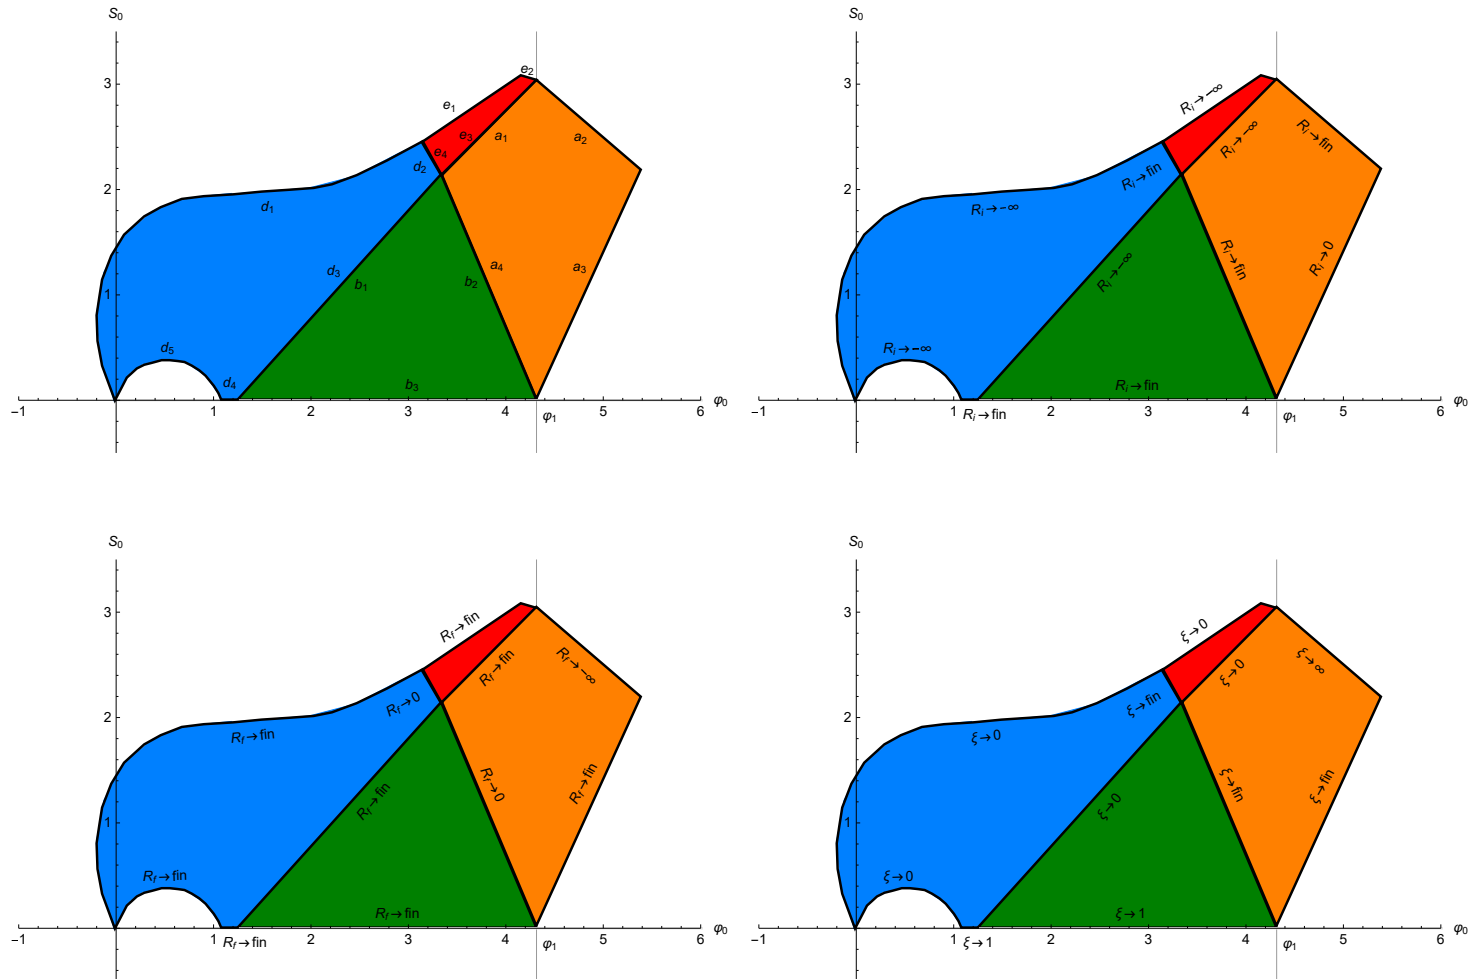 S₀
3
2
1
−1
1
2
3
4
5
6
φ₀
φ₁
e₂
e₁
e₃
a₁
a₂
e₄
d₂
d₁
d₃
b₁
a₄
a₃
b₂
d₅
d₄
b₃
S₀
3
2
1
−1
1
2
3
4
5
6
φ₀
φ₁
Rᵢ→−∞
Rᵢ→−∞
Rᵢ→fin
Rᵢ→fin
Rᵢ→−∞
Rᵢ→−∞
Rᵢ→fin
Rᵢ→0
Rᵢ→−∞
Rᵢ→fin
Rᵢ→fin
S₀
3
2
1
−1
1
2
3
4
5
6
φ₀
φ₁
R_f→fin
R_f→fin
R_f→−∞
R_f→0
R_f→fin
R_f→fin
R_f→0
R_f→fin
R_f→fin
R_f→fin
R_f→fin
S₀
3
2
1
−1
1
2
3
4
5
6
φ₀
φ₁
ξ→0
ξ→0
ξ→∞
ξ→fin
ξ→0
ξ→0
ξ→fin
ξ→fin
ξ→0
ξ→1
ξ→1